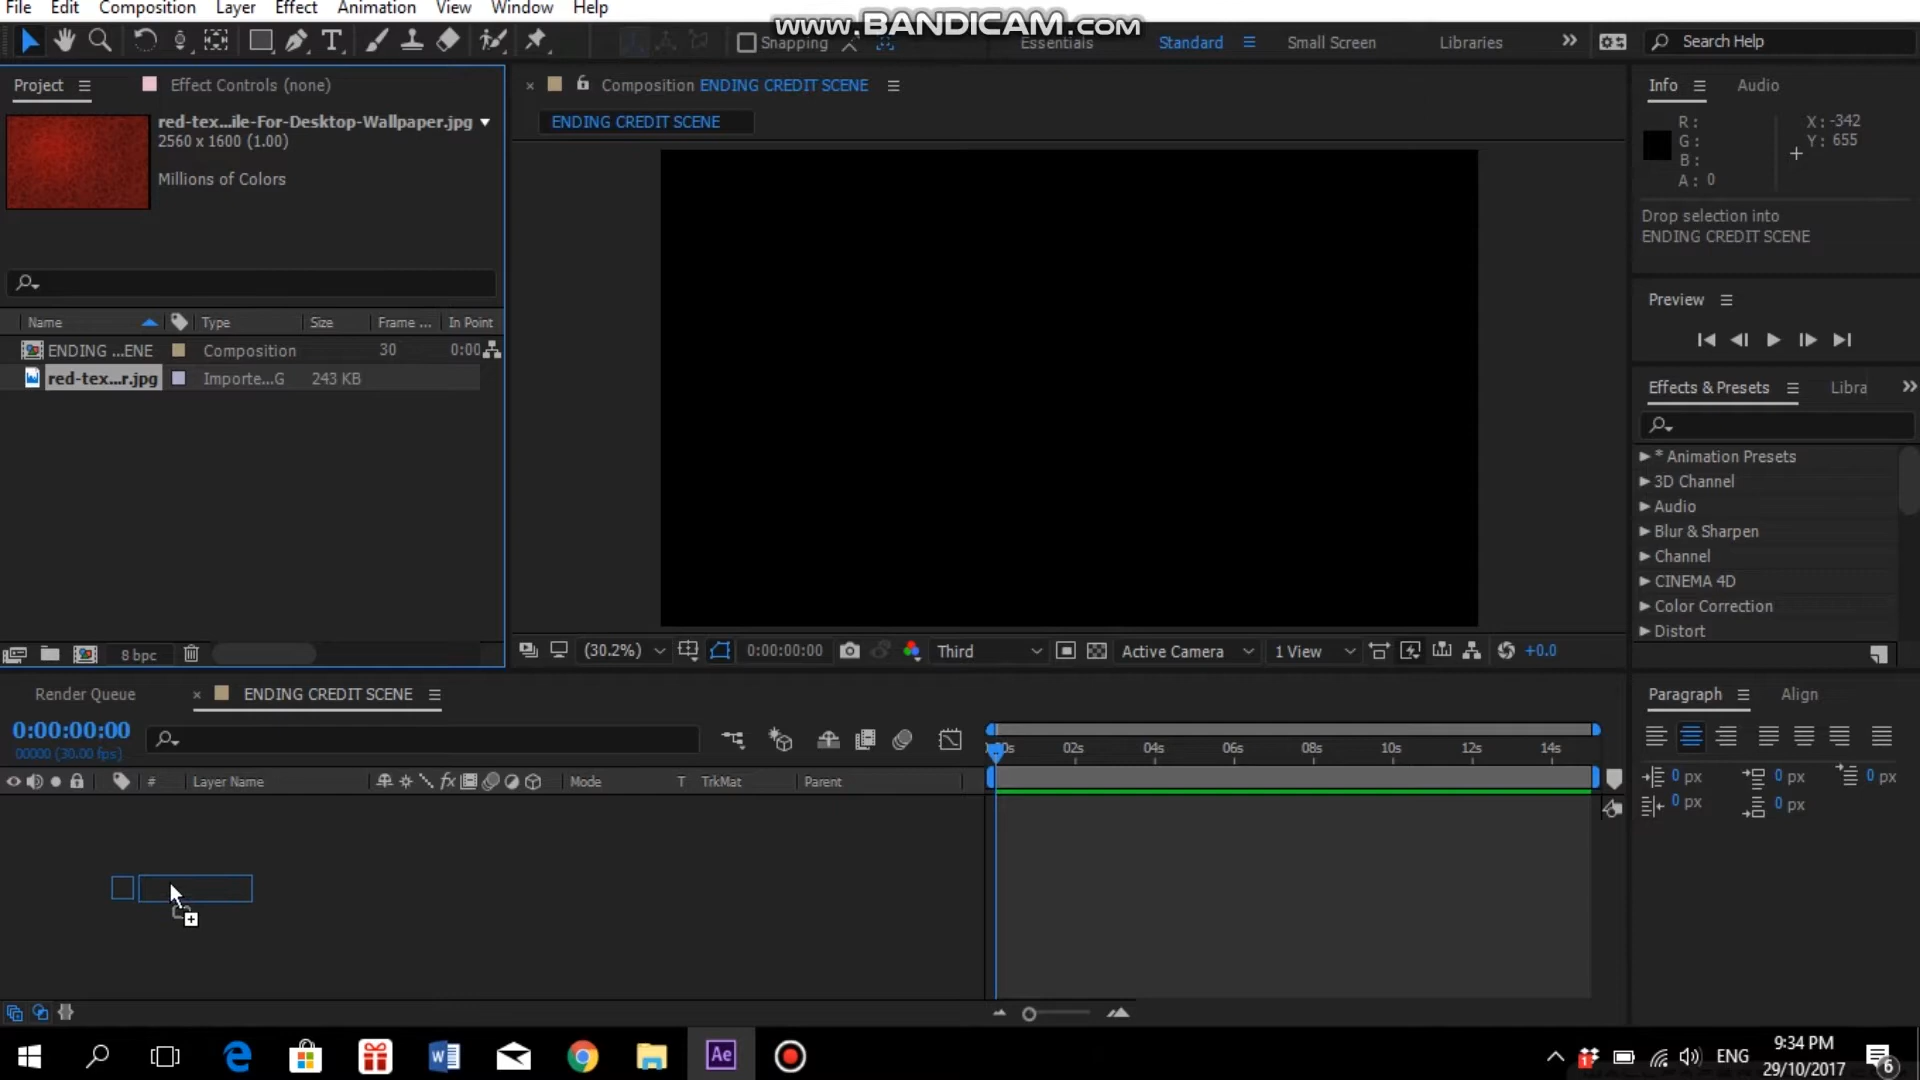 www.BANDICAM.com
File Edit Composition Layer Effect Animation View Window Help
Snapping Essentials Standard Small Screen Libraries Search Help
Project Effect Controls (none)
red-tex...ile-For-Desktop-Wallpaper.jpg
2560 x 1600 (1.00)
Millions of Colors
Name Type Size Frame ... In Point
ENDING ...ENE Composition 30 0:00
red-tex...r.jpg Importe...G 243 KB
8 bpc
Composition ENDING CREDIT SCENE
ENDING CREDIT SCENE
(30.2%) 0:00:00:00 Third Active Camera 1 View +0.0
Info Audio
R: X: -342
G: Y: 655
B:
A: 0
Drop selection into
ENDING CREDIT SCENE
Preview
Effects & Presets Libra
* Animation Presets
3D Channel
Audio
Blur & Sharpen
Channel
CINEMA 4D
Color Correction
Distort
Render Queue ENDING CREDIT SCENE
0:00:00:00
00000 (30.00 fps)
# Layer Name fx Mode T TrkMat Parent
02s 04s 06s 08s 10s 12s 14s
Paragraph Align
0 px 0 px 0 px
0 px 0 px
W Ae
ENG
9:34 PM
29/10/2017
6